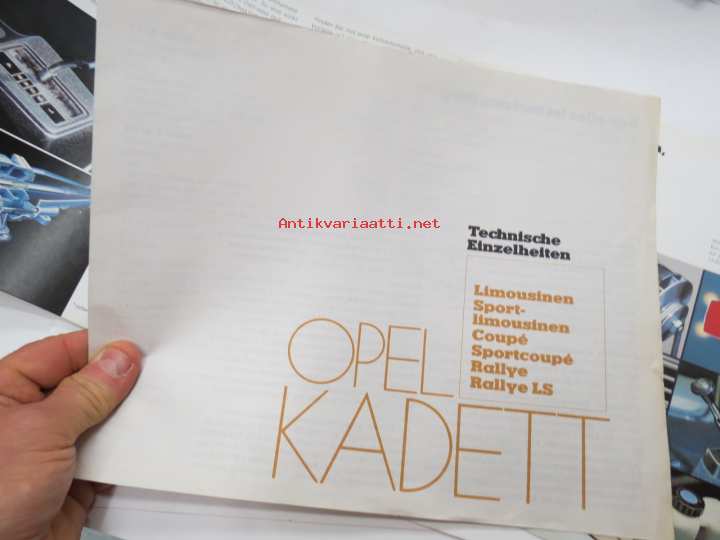 Antikvariaatti.net
Technische
Einzelheiten
Limousinen
Sport-
limousinen
Coupé
Sportcoupé
Rallye
Rallye LS
OPEL
KADETT